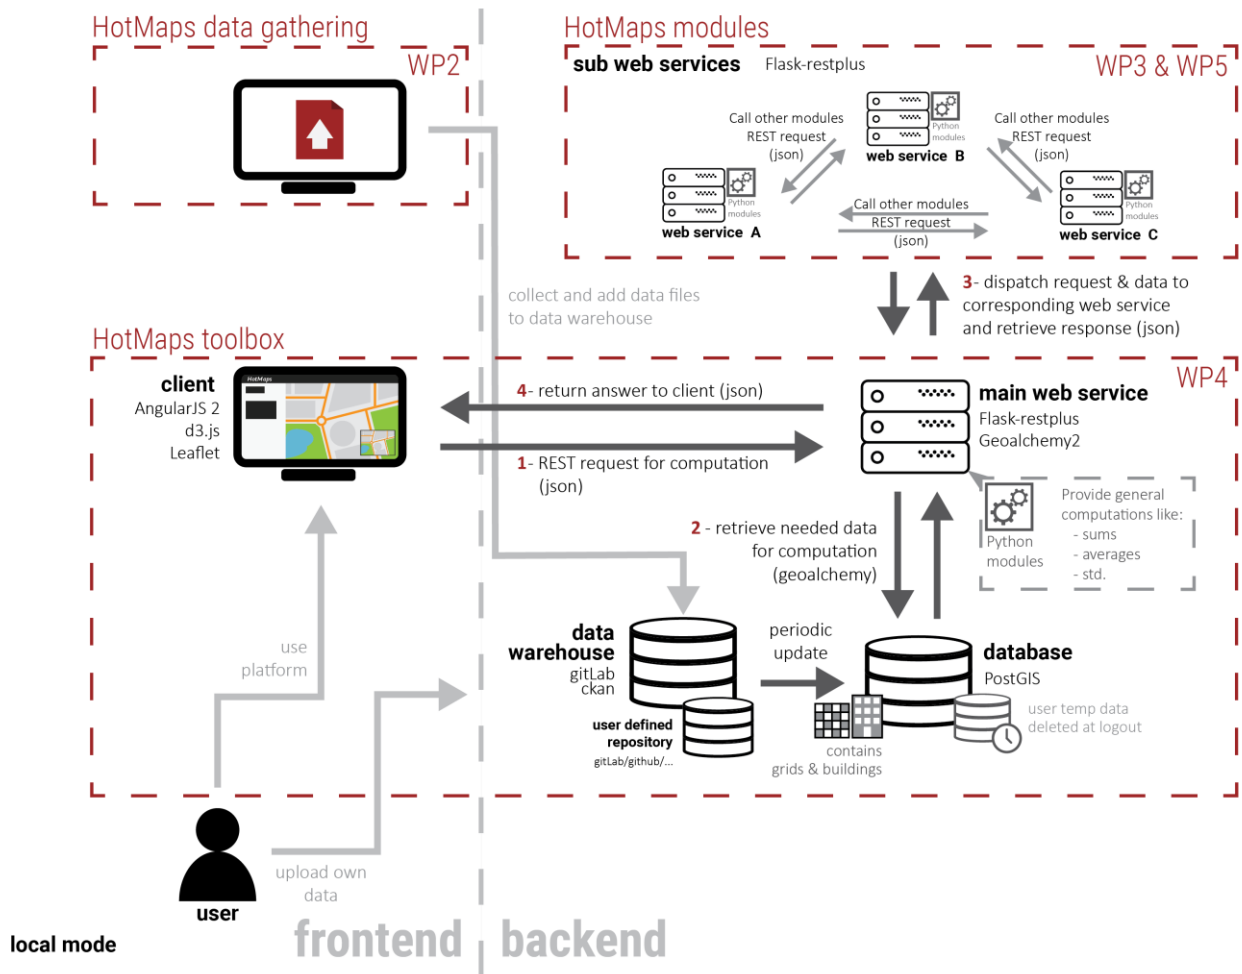 HotMaps data gathering
WP2
HotMaps modules
WP3 & WP5
sub web services
Flask-restplus
Call other modules
REST request
(json)
Python
modules
web service B
Call other modules
REST request
(json)
Python
modules
web service A
Call other modules
REST request
(json)
Python
modules
web service C
collect and add data files
to data warehouse
3- dispatch request & data to
corresponding web service
and retrieve response (json)
HotMaps toolbox
WP4
client
AngularJS 2
d3.js
Leaflet
HotMaps
4- return answer to client (json)
1- REST request for computation
(json)
main web service
Flask-restplus
Geoalchemy2
Python
modules
Provide general
computations like:
- sums
- averages
- std.
2 - retrieve needed data
for computation
(geoalchemy)
use
platform
data
warehouse
gitLab
ckan
user defined
repository
gitLab/github/...
periodic
update
database
PostGIS
user temp data
deleted at logout
contains
grids & buildings
upload own
data
user
local mode
frontend
backend